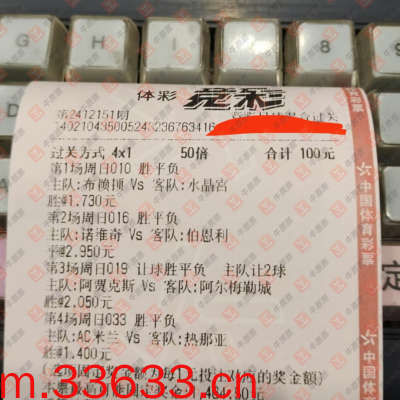 G H I 8 9
体彩 竞彩
第2412151期
过关方式 4x1 50倍 合计 100元
第1场周日010 胜平负
主队:布赖顿 Vs 客队:水晶宫
胜#1.730元
第2场周日016 胜平负
主队:诺维奇 Vs 客队:伯恩利
平#2.950元
第3场周日019 让球胜平负 主队让2球
主队:阿贾克斯 Vs 客队:阿尔梅勒城
胜#2.050元
第4场周日033 胜平负
主队:AC米兰 Vs 客队:热那亚
胜#1.400元
m.33633.cn
中国体育彩票
定